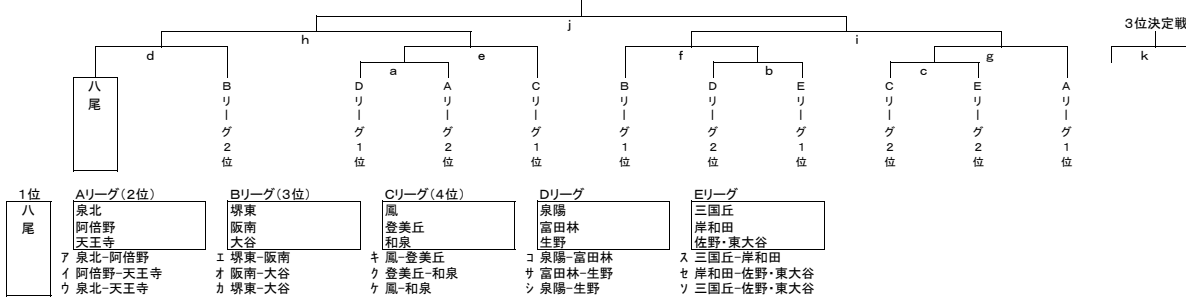 j
3位決定戦
h
i
d
e
f
g
k
a
b
c
八尾
Bリーグ2位
Dリーグ1位
Aリーグ2位
Cリーグ1位
Bリーグ1位
Dリーグ2位
Eリーグ1位
Cリーグ2位
Eリーグ2位
Aリーグ1位
1位 Aリーグ(2位) Bリーグ(3位) Cリーグ(4位) Dリーグ Eリーグ
八尾
泉北 堺東 鳳 泉陽 三国丘
阿倍野 阪南 登美丘 富田林 岸和田
天王寺 大谷 和泉 生野 佐野・東大谷
ア 泉北−阿倍野 エ 堺東−阪南 キ 鳳−登美丘 コ 泉陽−富田林 ス 三国丘−岸和田
イ 阿倍野−天王寺 オ 阪南−大谷 ク 登美丘−和泉 サ 富田林−生野 セ 岸和田−佐野・東大谷
ウ 泉北−天王寺 カ 堺東−大谷 ケ 鳳−和泉 シ 泉陽−生野 ソ 三国丘−佐野・東大谷